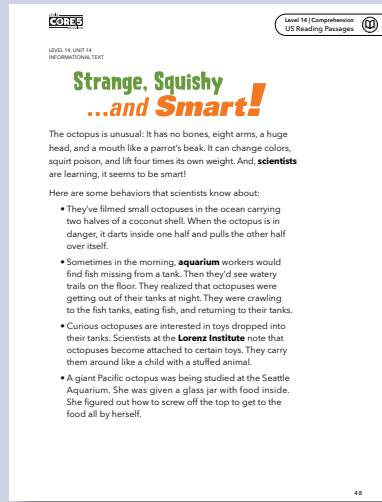 CORE5
Level 14 | Comprehension
US Reading Passages
LEVEL 14, UNIT 14
INFORMATIONAL TEXT
Strange, Squishy
...and Smart!
The octopus is unusual: It has no bones, eight arms, a huge
head, and a mouth like a parrot's beak. It can change colors,
squirt poison, and lift four times its own weight. And, scientists
are learning, it seems to be smart!
Here are some behaviors that scientists know about:
• They've filmed small octopuses in the ocean carrying
two halves of a coconut shell. When the octopus is in
danger, it darts inside one half and pulls the other half
over itself.
• Sometimes in the morning, aquarium workers would
find fish missing from a tank. Then they'd see watery
trails on the floor. They realized that octopuses were
getting out of their tanks at night. They were crawling
to the fish tanks, eating fish, and returning to their tanks.
• Curious octopuses are interested in toys dropped into
their tanks. Scientists at the Lorenz Institute note that
octopuses become attached to certain toys. They carry
them around like a child with a stuffed animal.
• A giant Pacific octopus was being studied at the Seattle
Aquarium. She was given a glass jar with food inside.
She figured out how to screw off the top to get to the
food all by herself.
48